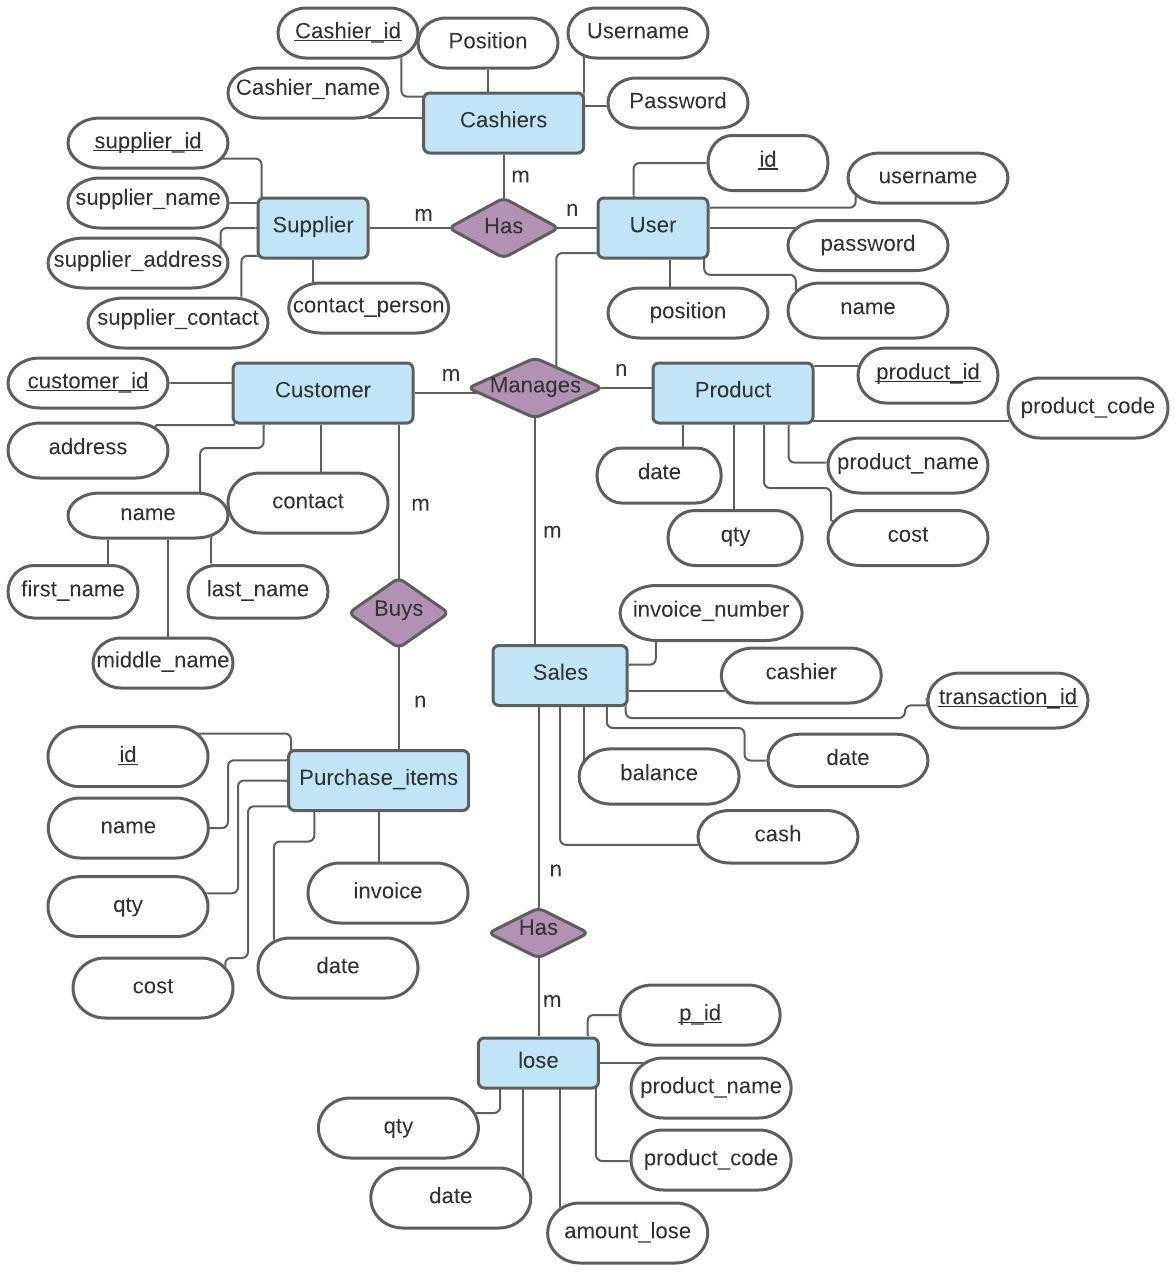 Cashier_id
Position
Username
Cashier_name
Password
Cashiers
supplier_id
m
id
username
supplier_name
Supplier
m
Has
n
User
password
supplier_address
supplier_contact
contact_person
position
name
customer_id
Customer
m
Manages
n
Product
product_id
product_code
address
date
product_name
name
contact
m
m
qty
cost
first_name
last_name
Buys
invoice_number
middle_name
n
Sales
cashier
transaction_id
id
Purchase_items
balance
date
name
cash
qty
invoice
n
cost
date
Has
m
p_id
lose
product_name
qty
product_code
date
amount_lose